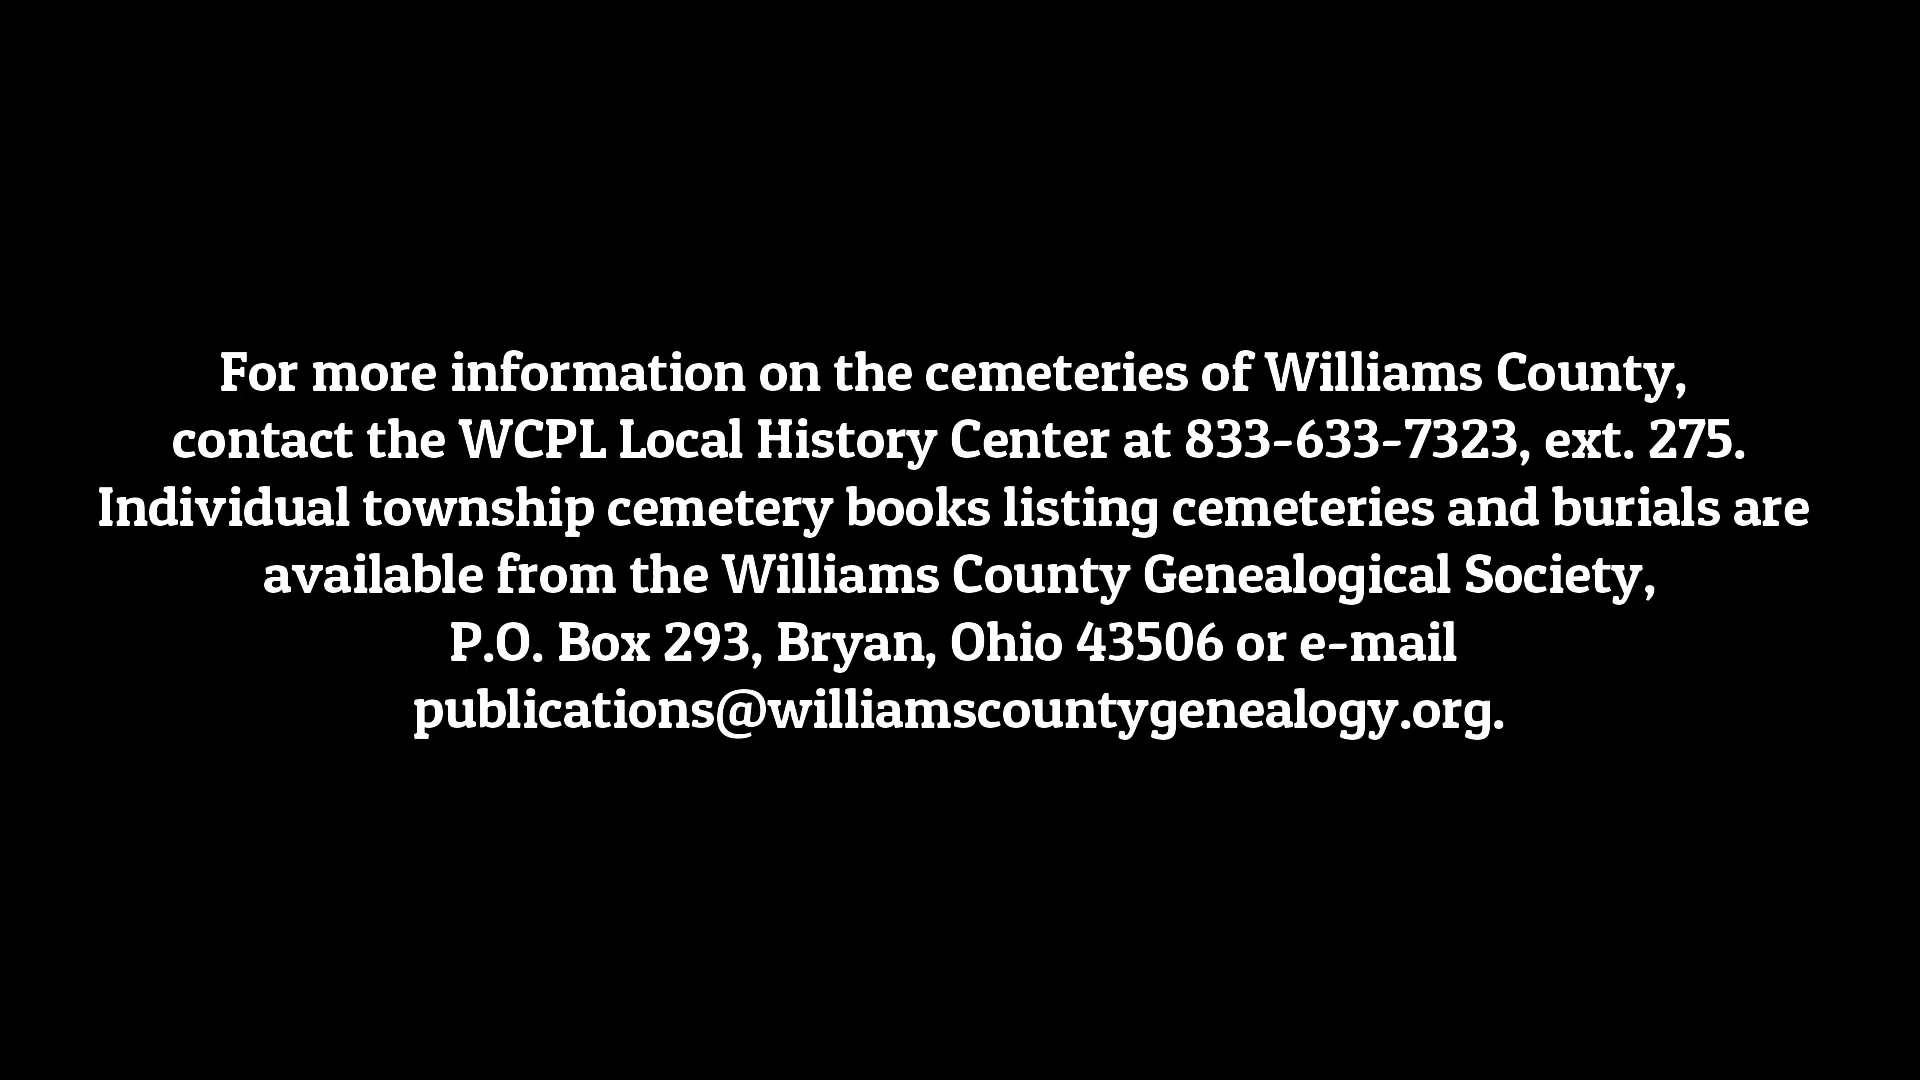 For more information on the cemeteries of Williams County,
contact the WCPL Local History Center at 833-633-7323, ext. 275.
Individual township cemetery books listing cemeteries and burials are
available from the Williams County Genealogical Society,
P.O. Box 293, Bryan, Ohio 43506 or e-mail
publications@williamscountygenealogy.org.